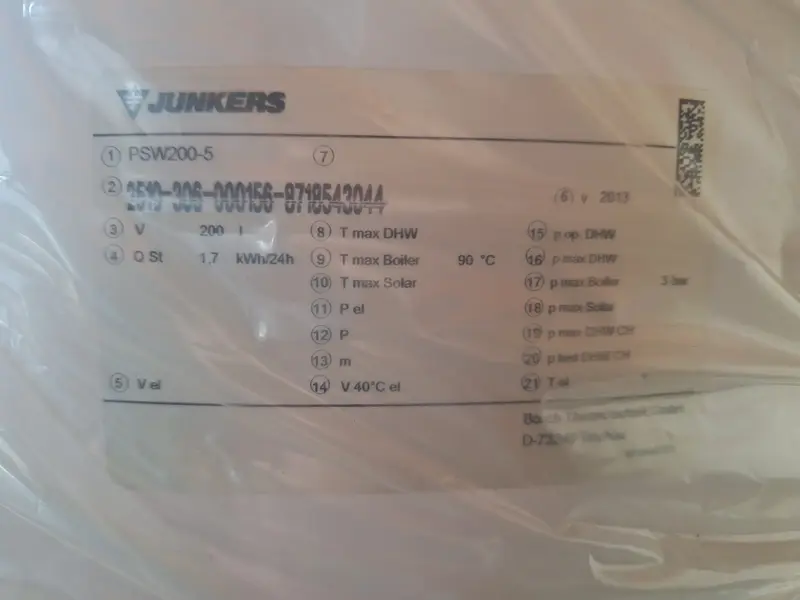 JUNKERS
1 PSW200-5 7
2 2519-306-000156-8718543044 6 y 2013
3 V 200 l 8 T max DHW 15 p op. DHW
4 Q St 1,7 kWh/24h 9 T max Boiler 90 °C 16 p max DHW
10 T max Solar 17 p max Boiler 3 bar
11 P el 18 p max Solar
12 P 19 p max DHW CH
13 m 20 p test DHW CH
5 V el 14 V 40°C el 21 T el
Bosch Thermotechnik GmbH